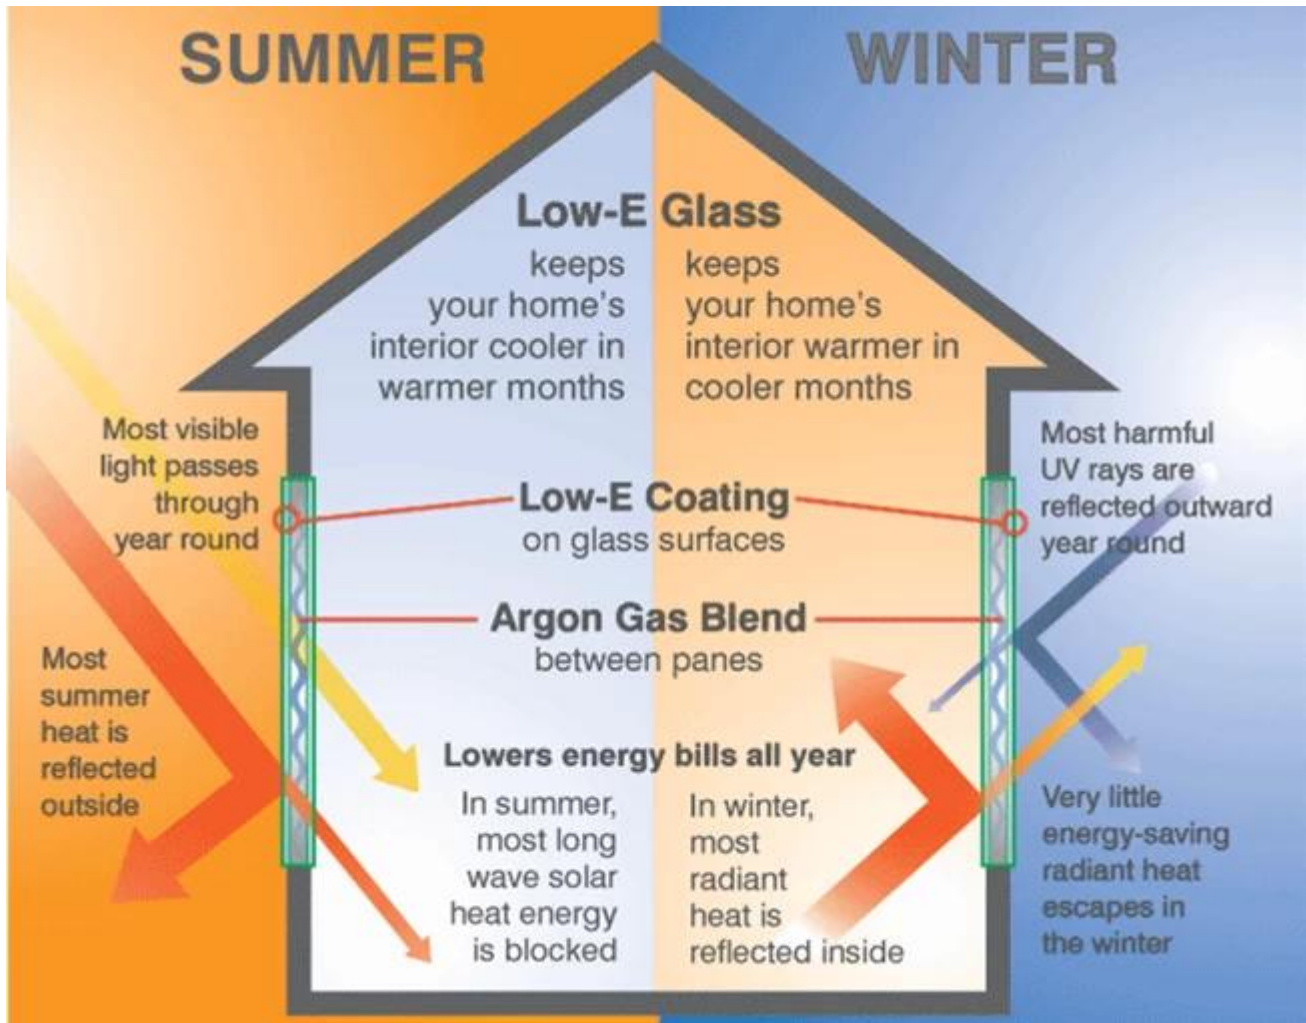 SUMMER
WINTER
Low-E Glass
keeps
your home's
interior cooler in
warmer months
keeps
your home's
interior warmer in
cooler months
Most visible
light passes
through
year round
Low-E Coating
on glass surfaces
Most harmful
UV rays are
reflected outward
year round
Argon Gas Blend
between panes
Most
summer
heat is
reflected
outside
Lowers energy bills all year
In summer,
most long
wave solar
heat energy
is blocked
In winter,
most
radiant
heat is
reflected inside
Very little
energy-saving
radiant heat
escapes in
the winter